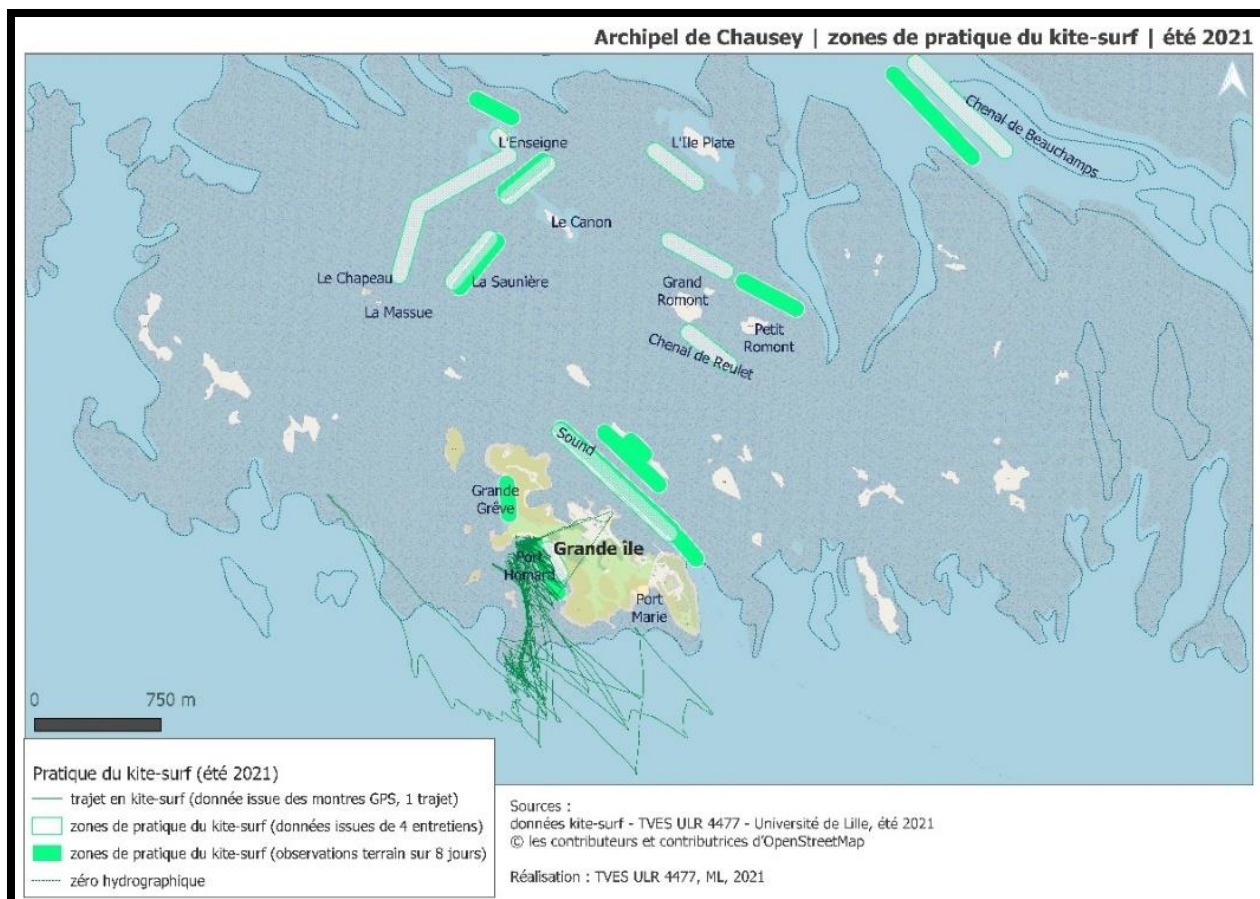 Archipel de Chausey | zones de pratique du kite-surf | été 2021
Chenal de Beauchamps
L'Enseigne
L'Ile Plate
Le Canon
Le Chapeau
La Saunière
La Massue
Grand
Romont
Petit
Romont
Chenal de Reulet
Sound
Grande
Grêve
Grande île
Port
Homard
Port
Marie
0 750 m
Pratique du kite-surf (été 2021)
trajet en kite-surf (donnée issue des montres GPS, 1 trajet)
zones de pratique du kite-surf (données issues de 4 entretiens)
zones de pratique du kite-surf (observations terrain sur 8 jours)
zéro hydrographique
Sources :
données kite-surf - TVES ULR 4477 - Université de Lille, été 2021
© les contributeurs et contributrices d'OpenStreetMap
Réalisation : TVES ULR 4477, ML, 2021